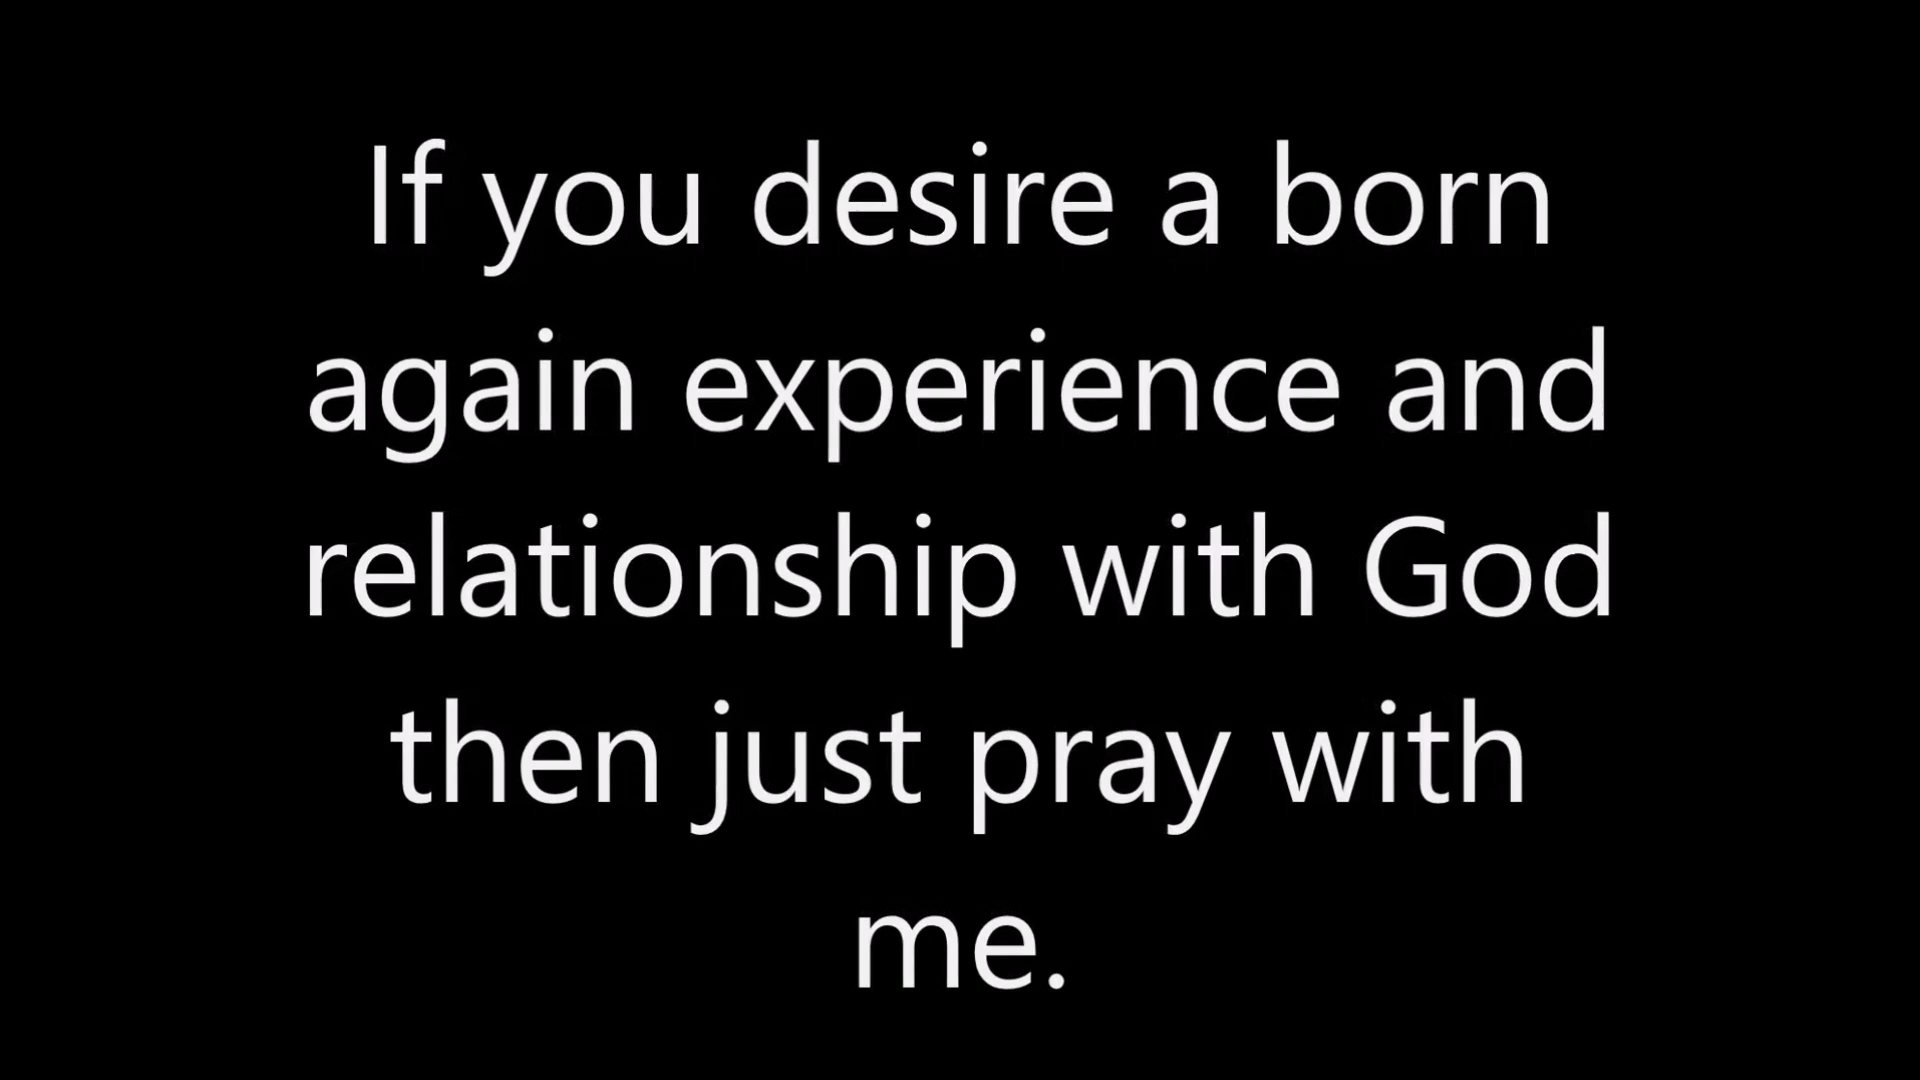 If you desire a born
again experience and
relationship with God
then just pray with
me.